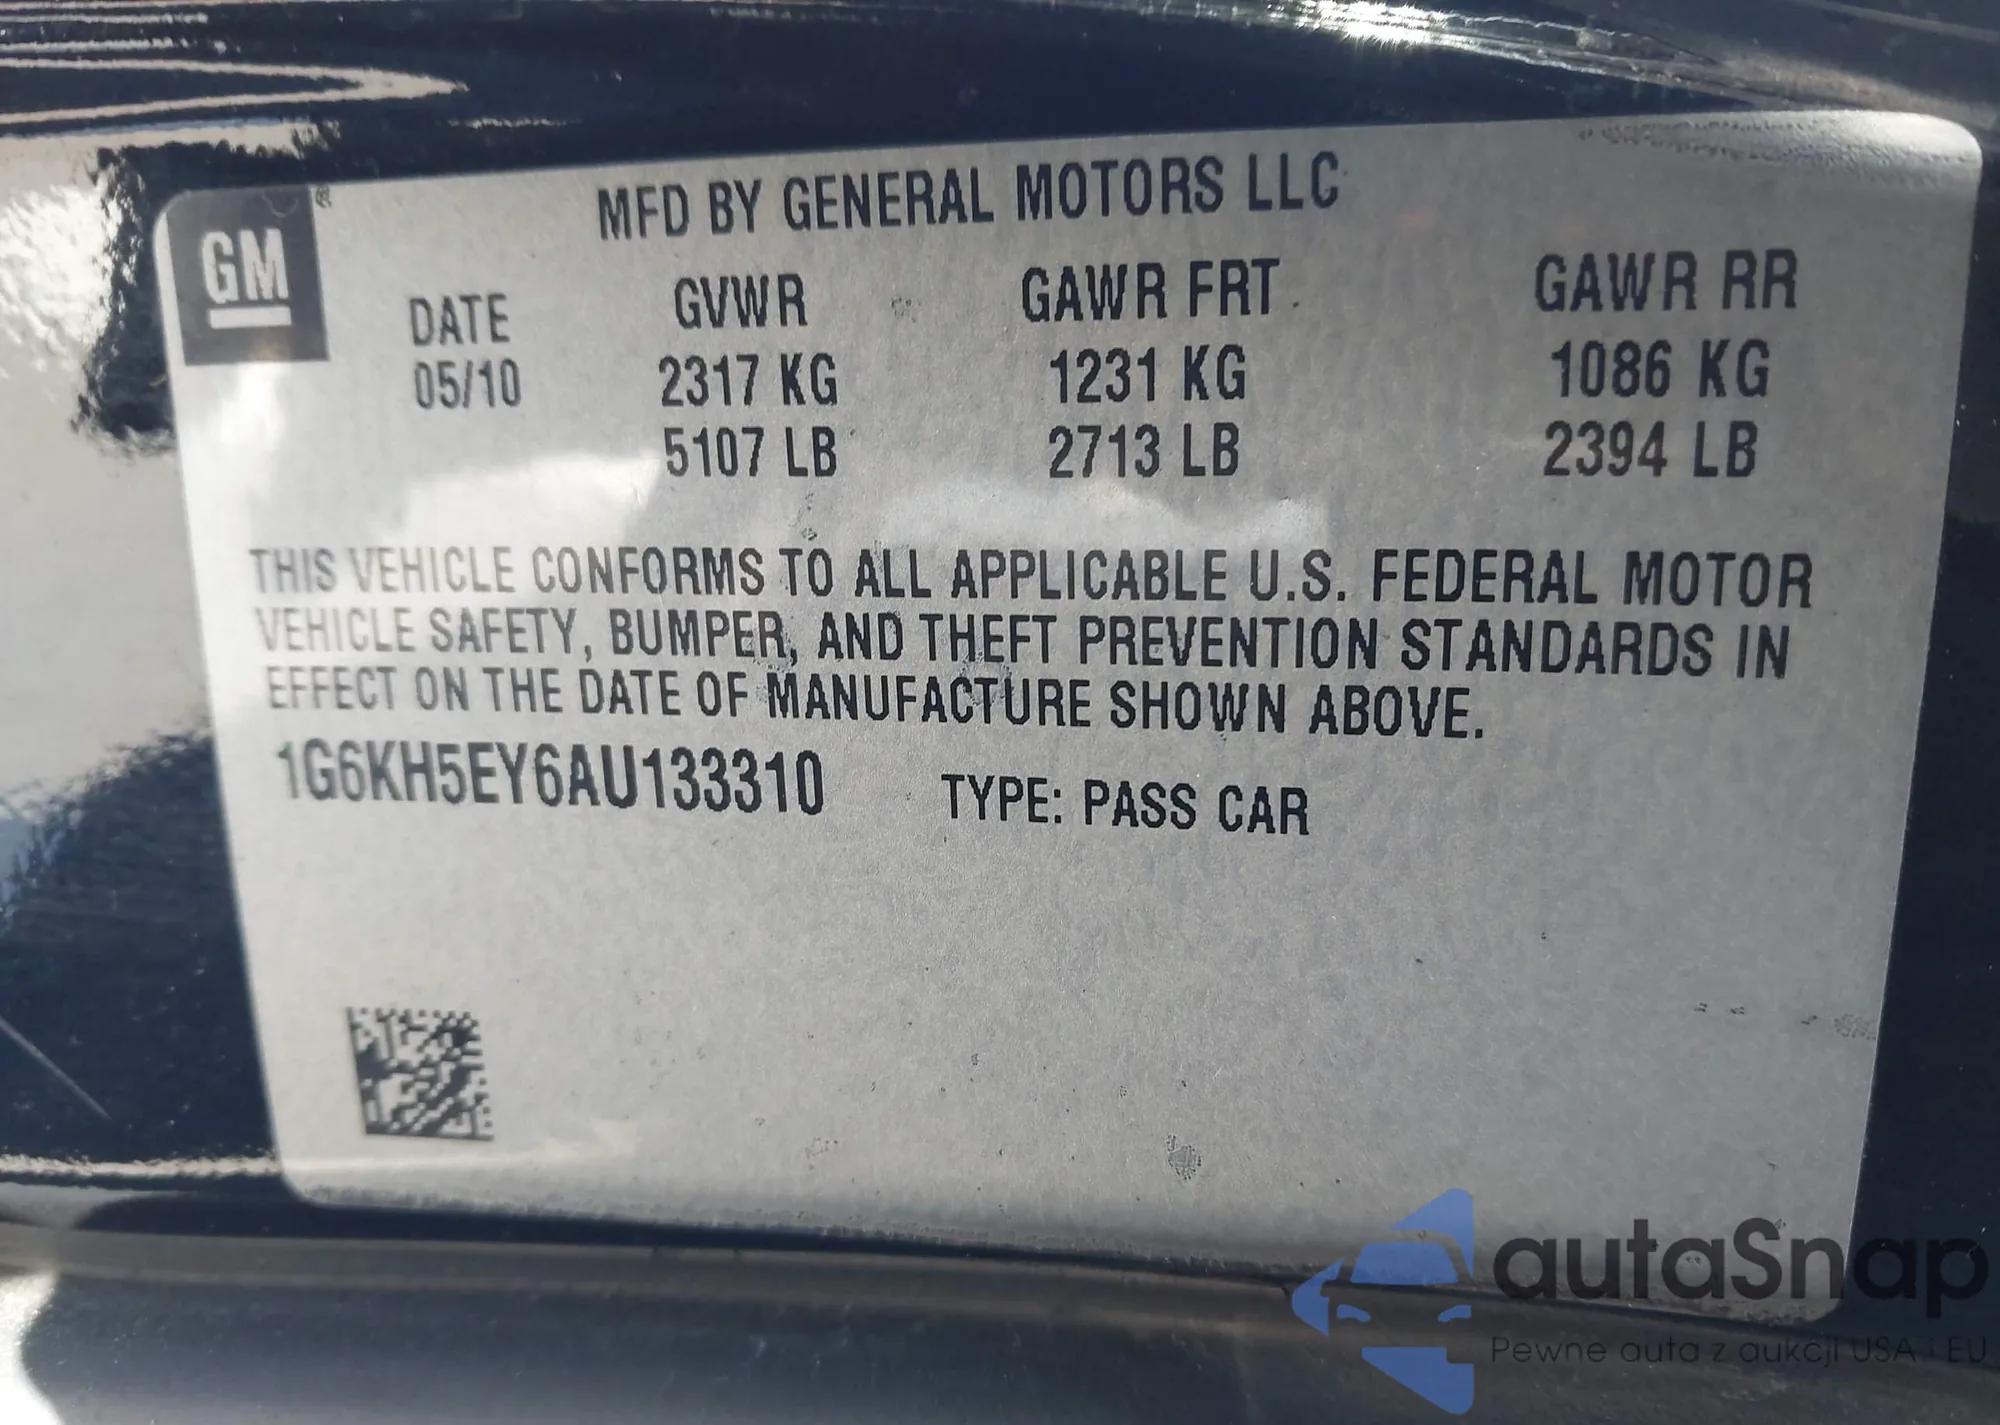 MFD BY GENERAL MOTORS LLC
GM ®
DATE GVWR GAWR FRT GAWR RR
05/10 2317 KG 1231 KG 1086 KG
5107 LB 2713 LB 2394 LB
THIS VEHICLE CONFORMS TO ALL APPLICABLE U.S. FEDERAL MOTOR
VEHICLE SAFETY, BUMPER, AND THEFT PREVENTION STANDARDS IN
EFFECT ON THE DATE OF MANUFACTURE SHOWN ABOVE.
1G6KH5EY6AU133310 TYPE: PASS CAR
autaSnap
Pewne auta z aukcji USA i EU